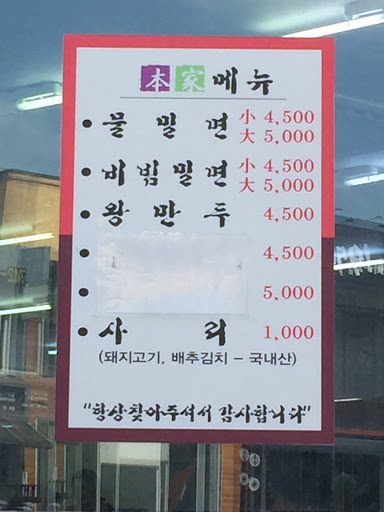 本家 메뉴
• 물 밀 면 小 4,500
大 5,000
• 비빔밀면 小 4,500
大 5,000
• 왕 만 두 4,500
• 4,500
• 5,000
• 사 리 1,000
(돼지고기, 배추김치 - 국내산)
"항상찾아주셔서 감사합니다"